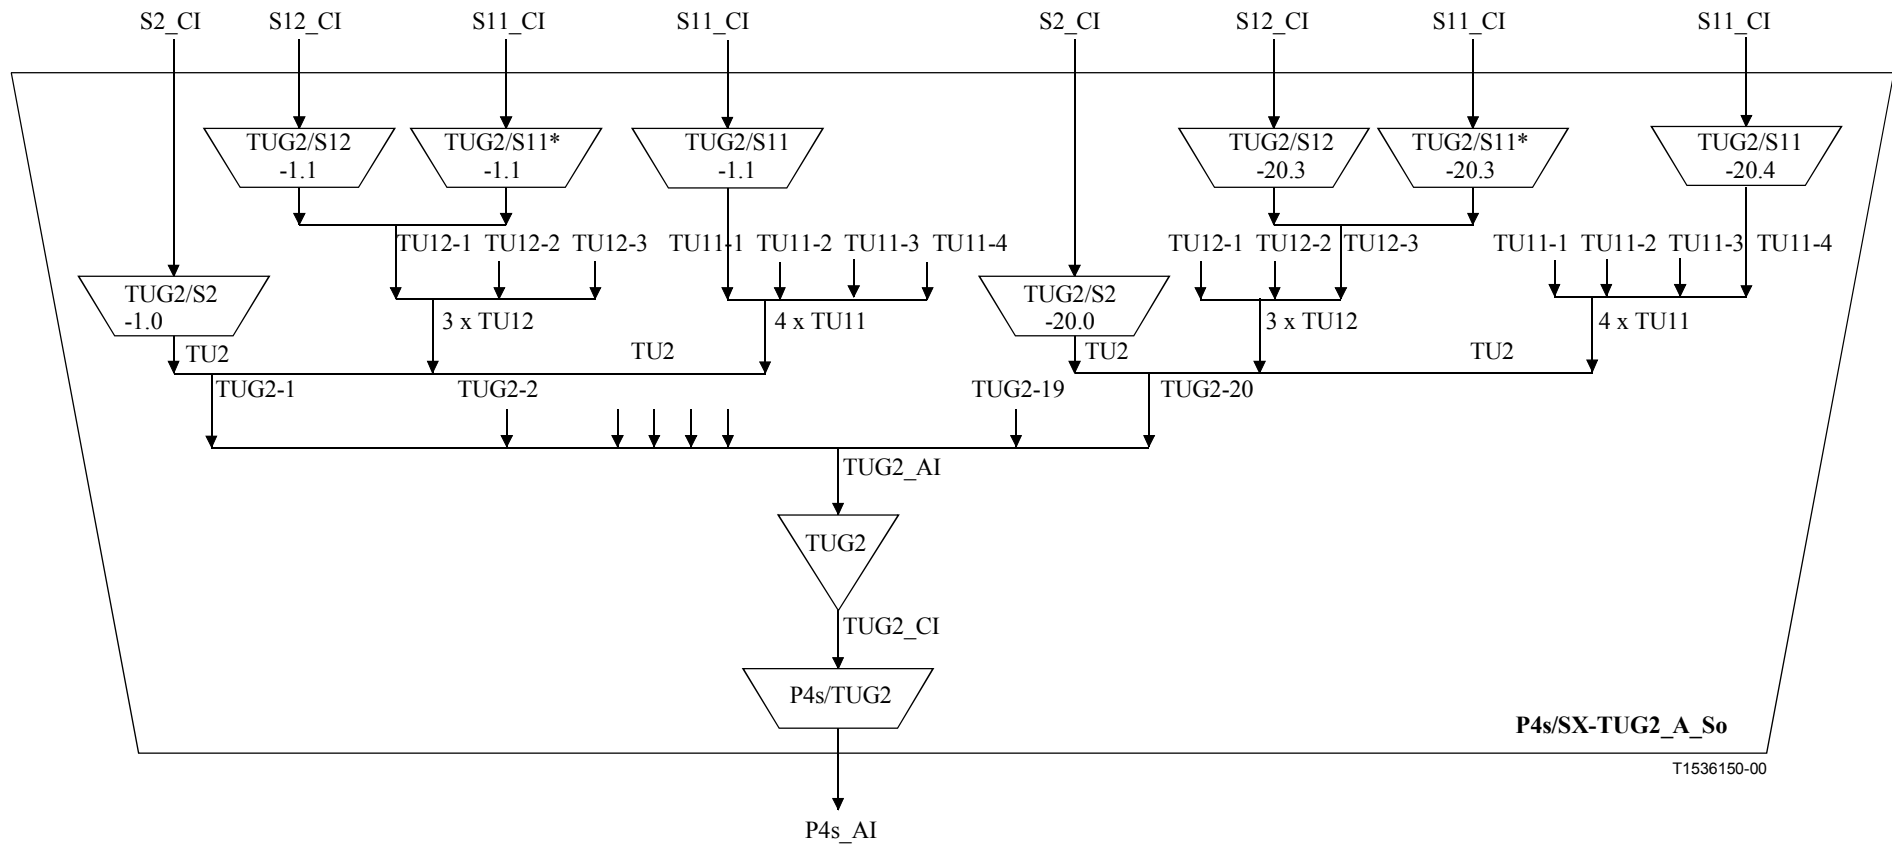 S2_CI S12_CI S11_CI S11_CI S2_CI S12_CI S11_CI S11_CI
TUG2/S12
-1.1
TUG2/S11*
-1.1
TUG2/S11
-1.1
TUG2/S12
-20.3
TUG2/S11*
-20.3
TUG2/S11
-20.4
TU12-1 TU12-2 TU12-3 TU11-1 TU11-2 TU11-3 TU11-4 TU12-1 TU12-2 TU12-3 TU11-1 TU11-2 TU11-3 TU11-4
TUG2/S2
-1.0
3 x TU12
4 x TU11
TUG2/S2
-20.0
3 x TU12
4 x TU11
TU2 TU2 TU2 TU2
TUG2-1 TUG2-2 TUG2-19 TUG2-20
TUG2_AI
TUG2
TUG2_CI
P4s/TUG2
P4s/SX-TUG2_A_So
T1536150-00
P4s_AI